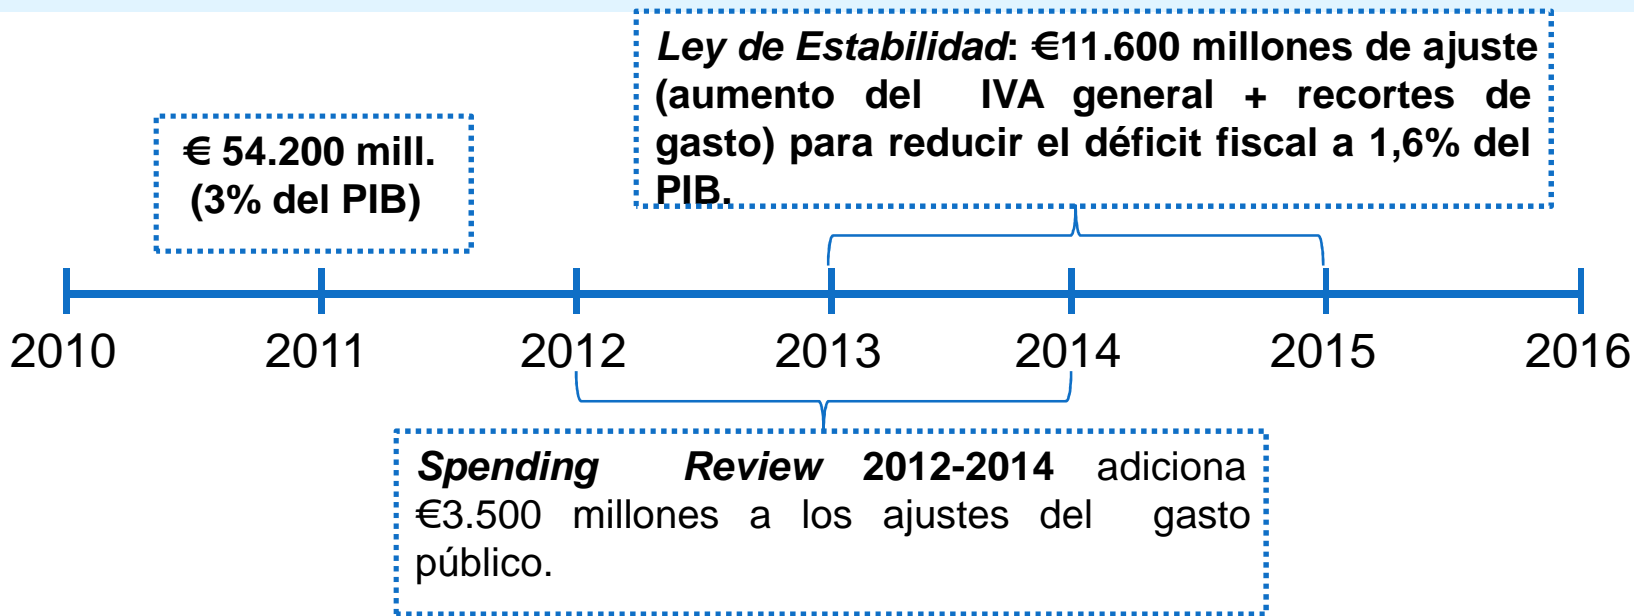 Ley de Estabilidad: €11.600 millones de ajuste
(aumento del IVA general + recortes de
gasto) para reducir el déficit fiscal a 1,6% del
PIB.
€ 54.200 mill.
(3% del PIB)
2010 2011 2012 2013 2014 2015 2016
Spending Review 2012-2014 adiciona
€3.500 millones a los ajustes del gasto
público.